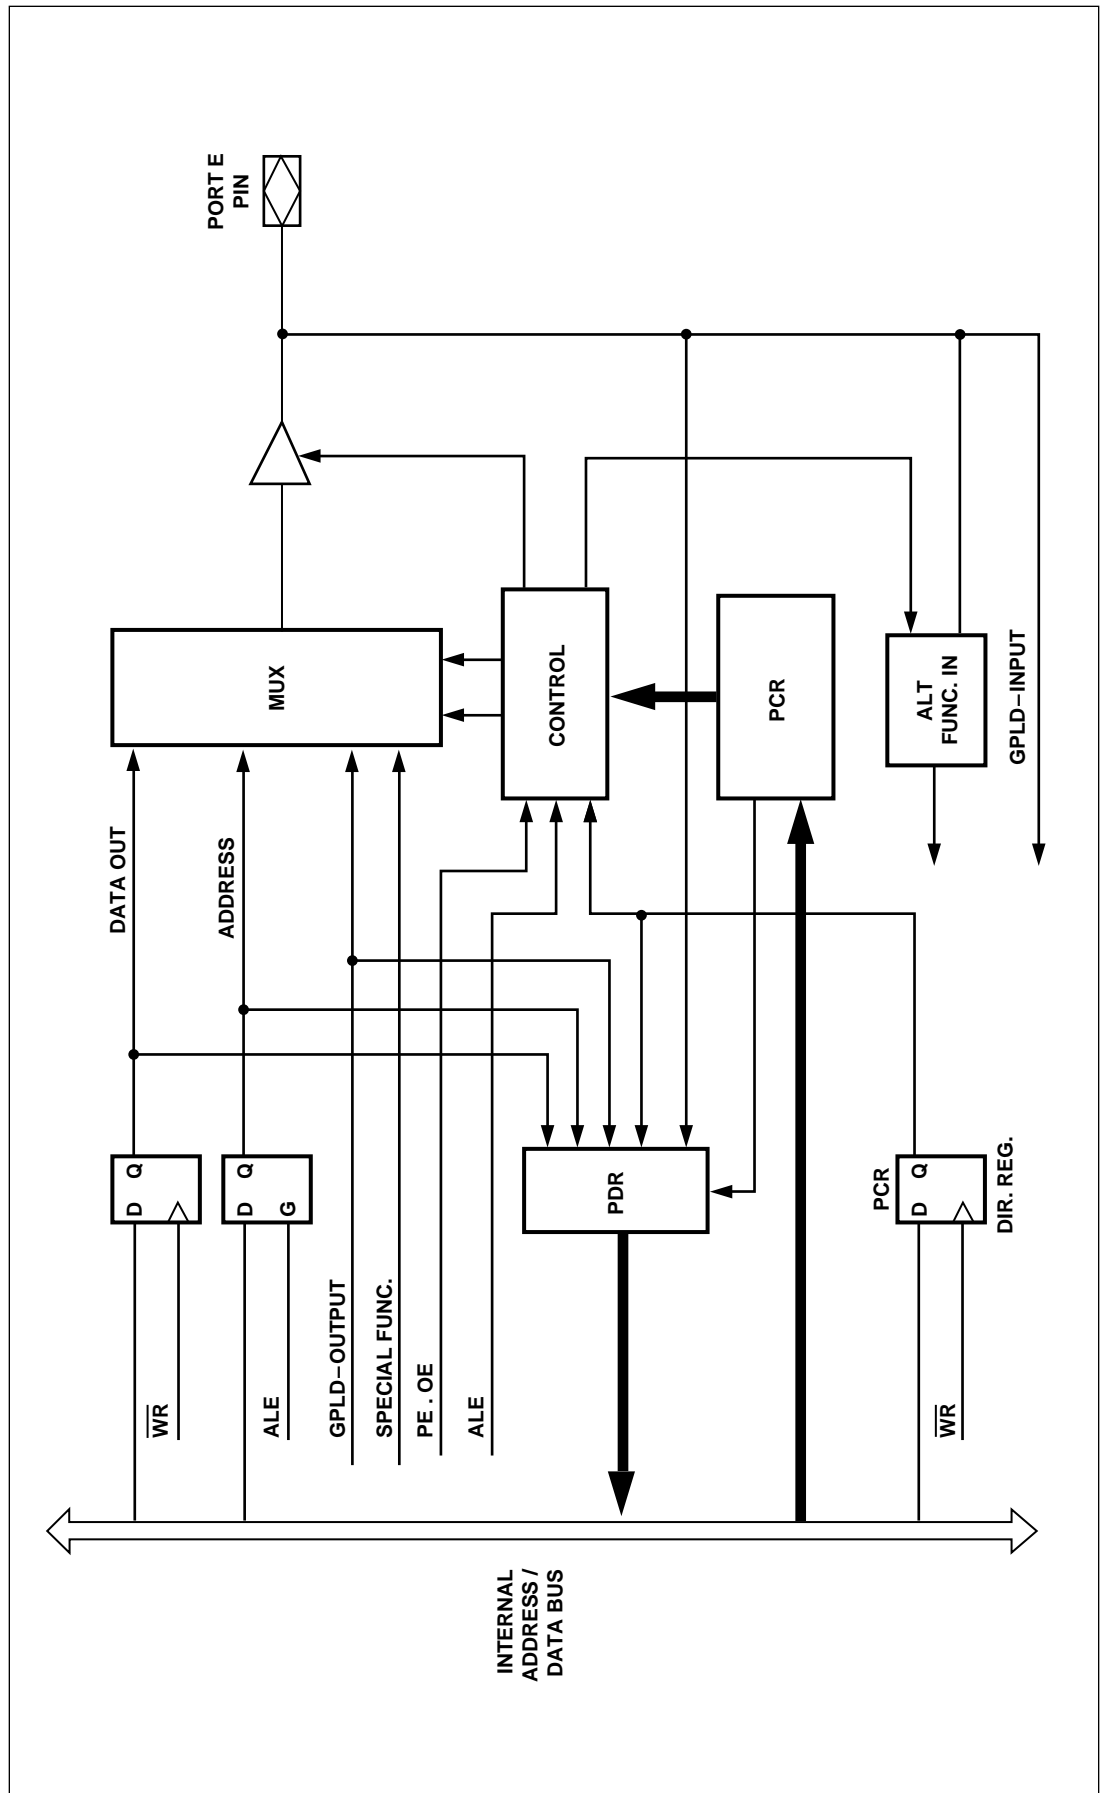 PORT E
PIN
DATA OUT
ADDRESS
MUX
CONTROL
PCR
ALT
FUNC. IN
GPLD–INPUT
D Q
D Q
G
WR
ALE
GPLD–OUTPUT
SPECIAL FUNC.
PE . OE
ALE
PDR
PCR
D Q
DIR. REG.
WR
INTERNAL
ADDRESS /
DATA BUS